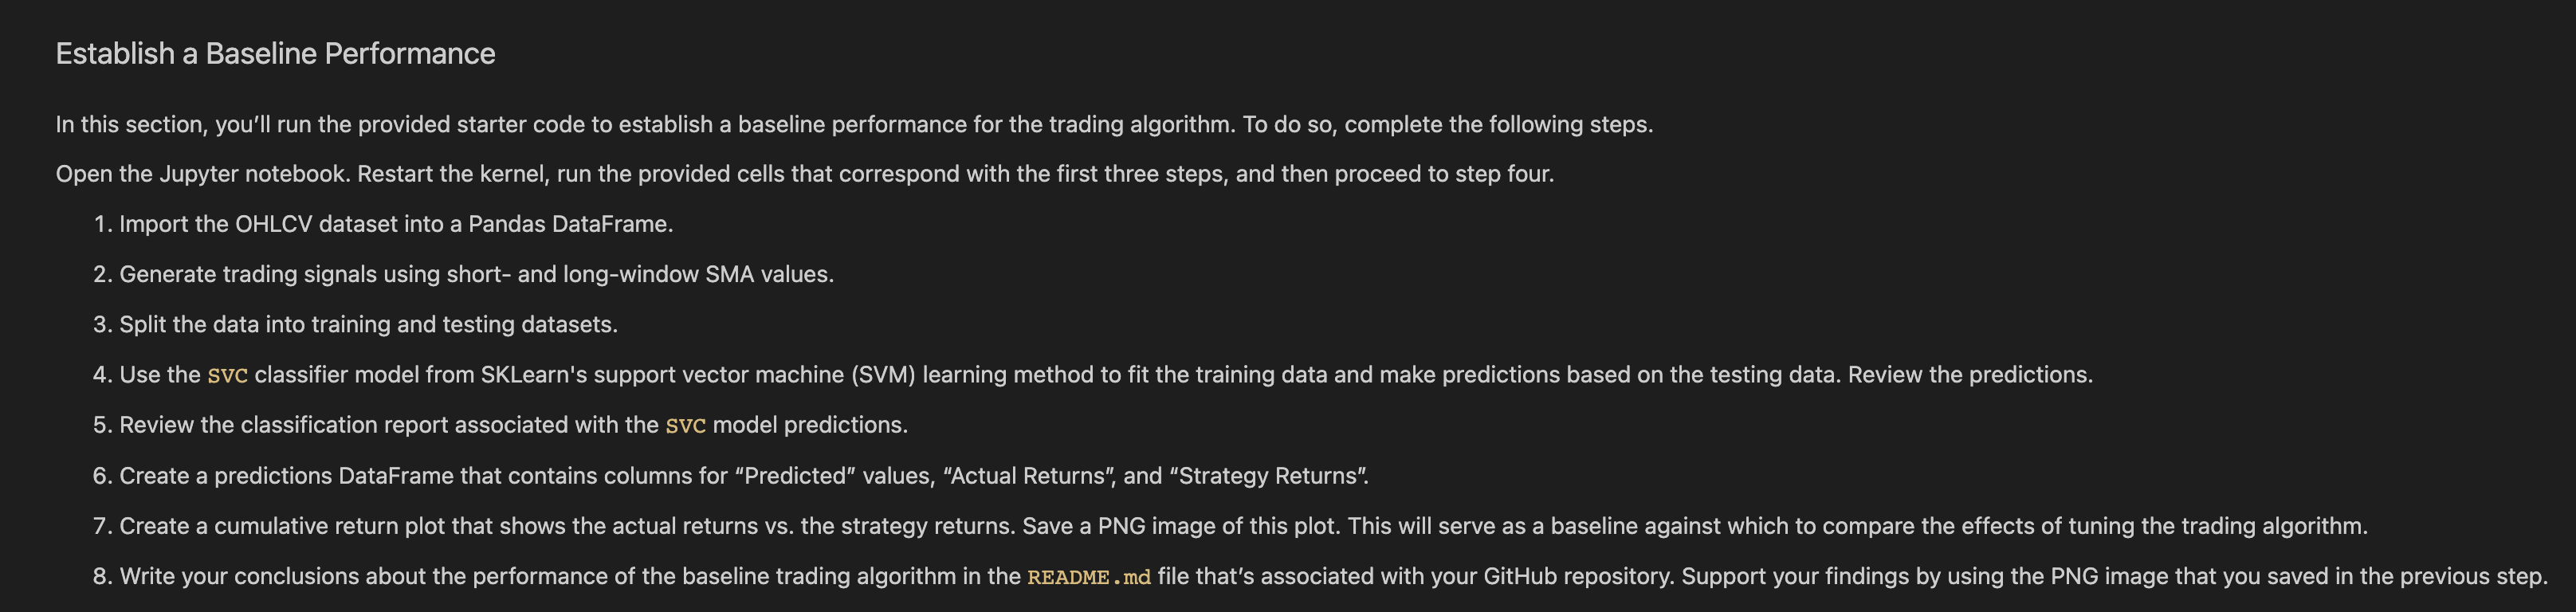 Establish a Baseline Performance
In this section, you’ll run the provided starter code to establish a baseline performance for the trading algorithm. To do so, complete the following steps.
Open the Jupyter notebook. Restart the kernel, run the provided cells that correspond with the first three steps, and then proceed to step four.
1. Import the OHLCV dataset into a Pandas DataFrame.
2. Generate trading signals using short- and long-window SMA values.
3. Split the data into training and testing datasets.
4. Use the SVC classifier model from SKLearn's support vector machine (SVM) learning method to fit the training data and make predictions based on the testing data. Review the predictions.
5. Review the classification report associated with the SVC model predictions.
6. Create a predictions DataFrame that contains columns for “Predicted” values, “Actual Returns”, and “Strategy Returns”.
7. Create a cumulative return plot that shows the actual returns vs. the strategy returns. Save a PNG image of this plot. This will serve as a baseline against which to compare the effects of tuning the trading algorithm.
8. Write your conclusions about the performance of the baseline trading algorithm in the README.md file that’s associated with your GitHub repository. Support your findings by using the PNG image that you saved in the previous step.